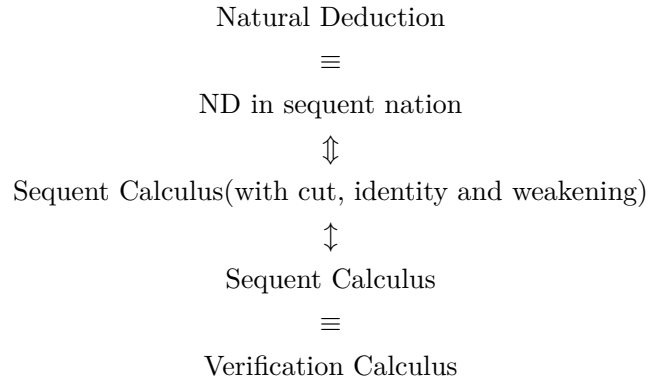 Natural Deduction
≡
ND in sequent nation
⇕
Sequent Calculus(with cut, identity and weakening)
↕
Sequent Calculus
≡
Verification Calculus